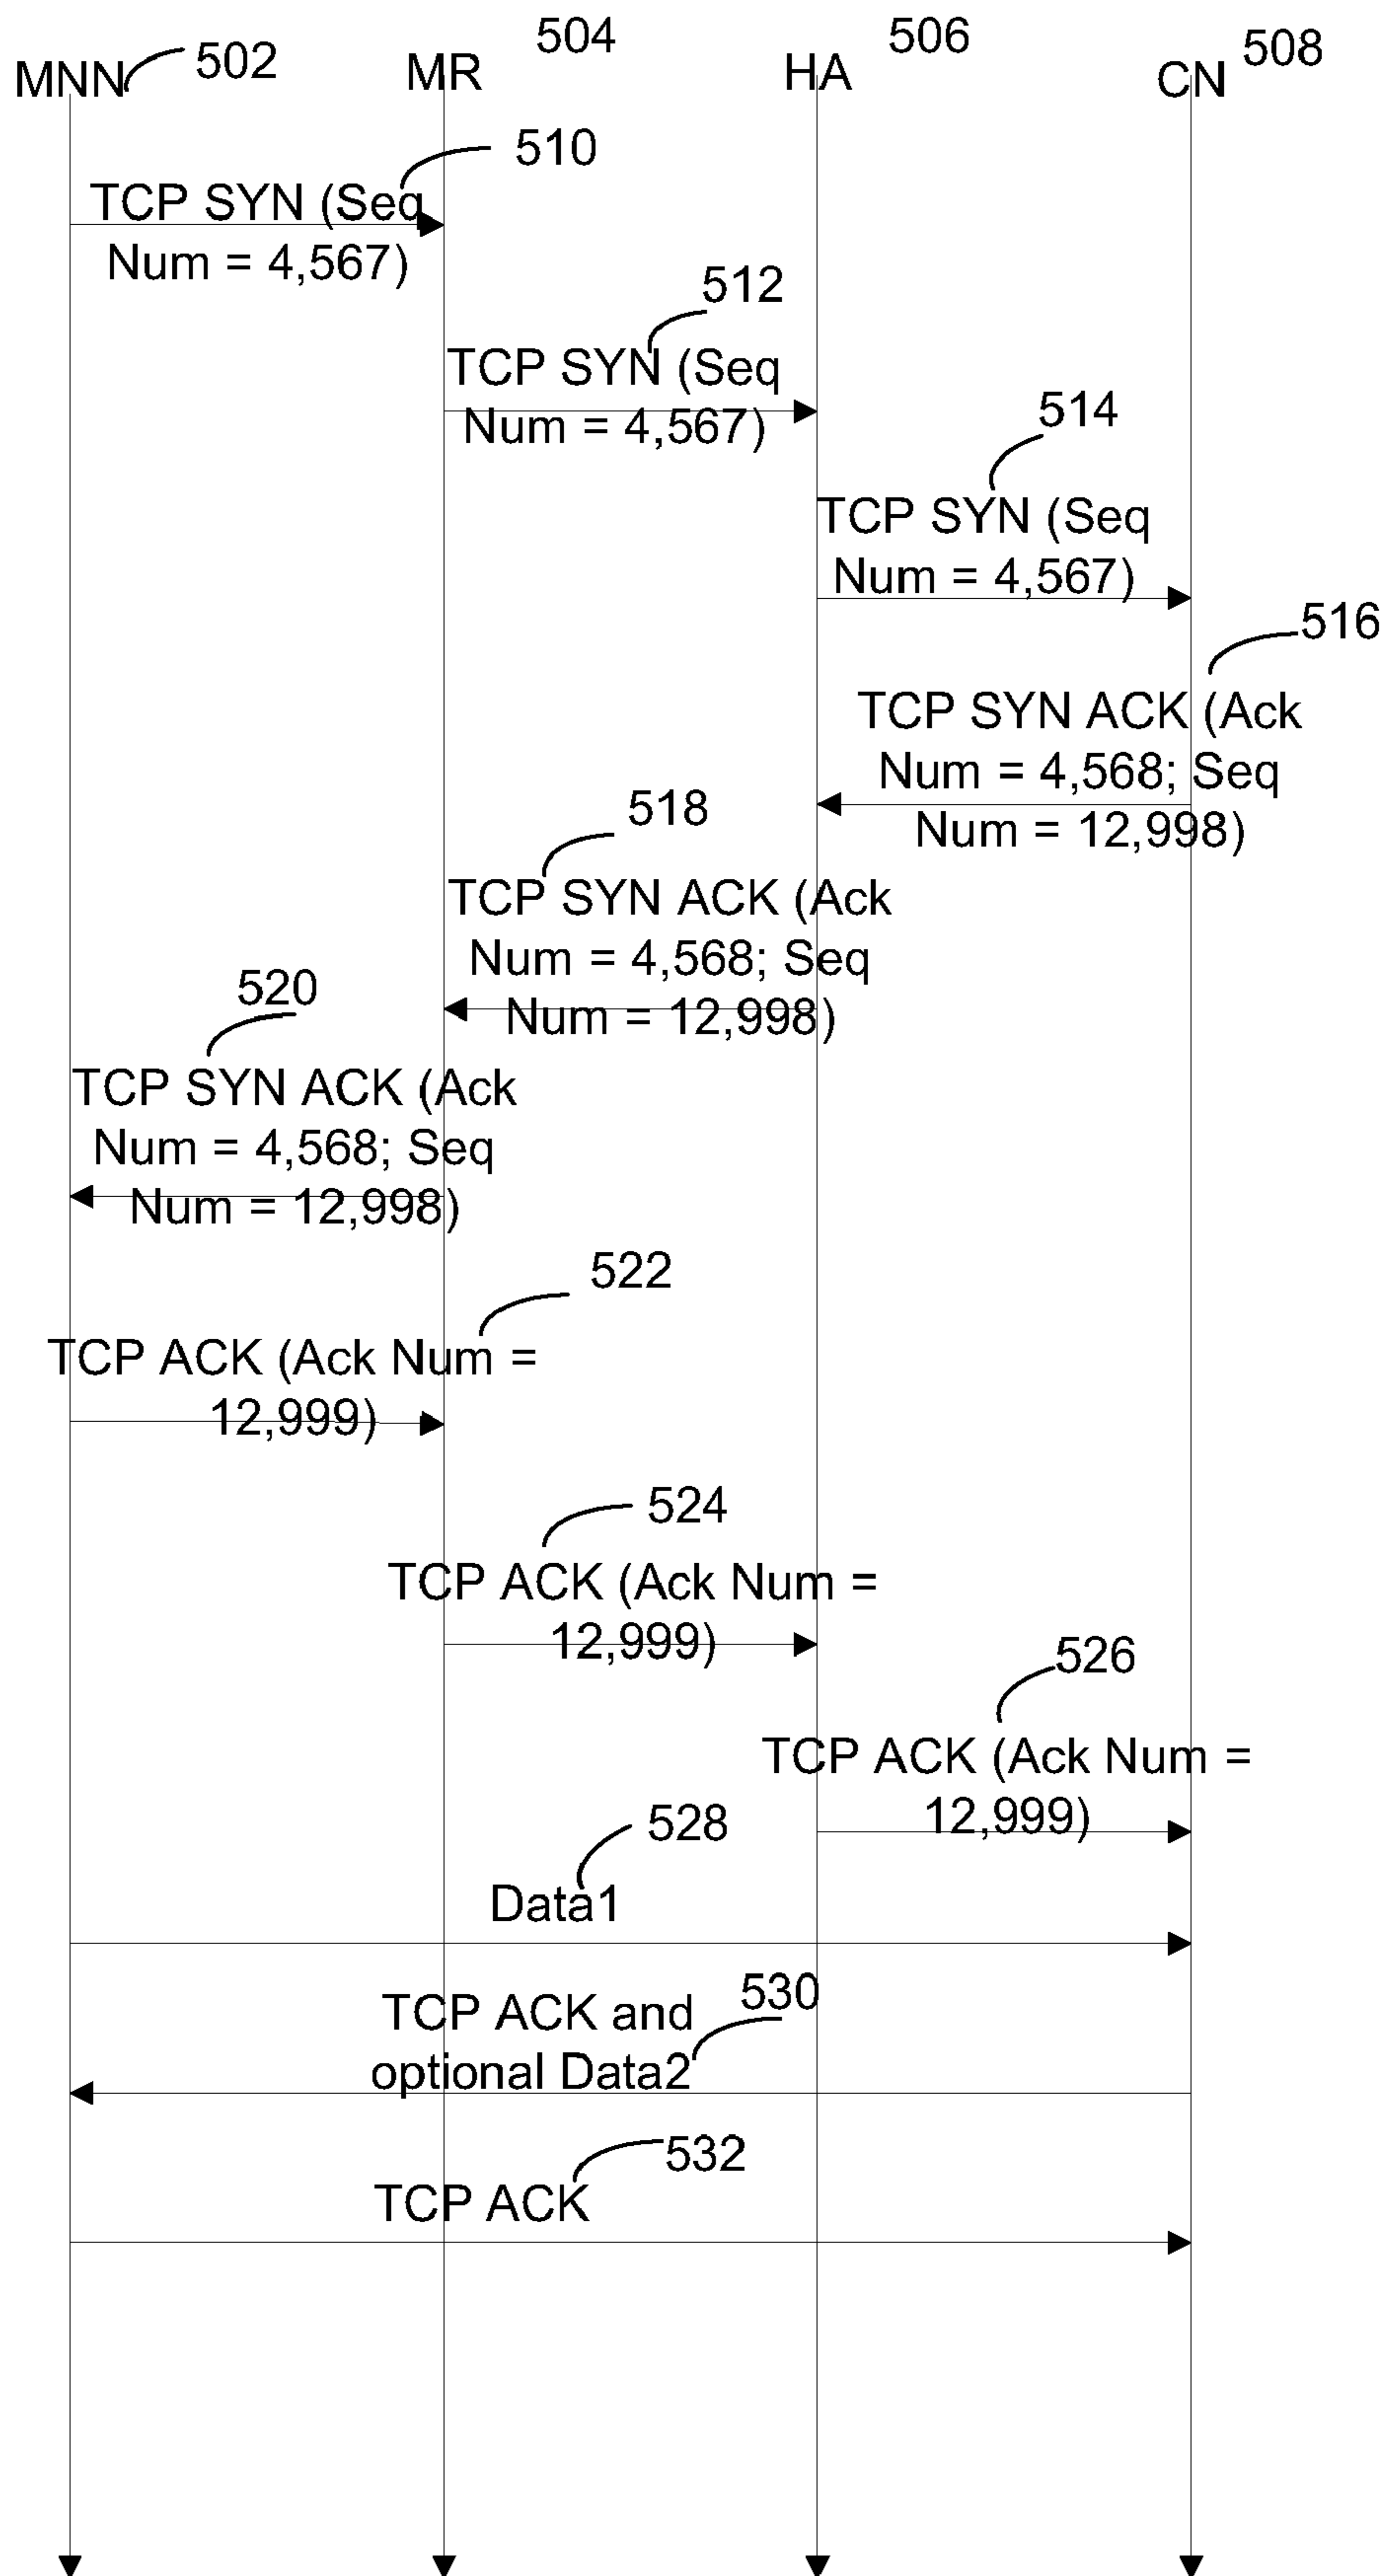 MNN 502
MR 504
HA 506
CN 508
510
TCP SYN (Seq
Num = 4,567)
512
TCP SYN (Seq
Num = 4,567)
514
TCP SYN (Seq
Num = 4,567)
516
TCP SYN ACK (Ack
Num = 4,568; Seq
Num = 12,998)
518
TCP SYN ACK (Ack
Num = 4,568; Seq
Num = 12,998)
520
TCP SYN ACK (Ack
Num = 4,568; Seq
Num = 12,998)
522
TCP ACK (Ack Num =
12,999)
524
TCP ACK (Ack Num =
12,999)
526
TCP ACK (Ack Num =
12,999)
528
Data1
530
TCP ACK and
optional Data2
532
TCP ACK